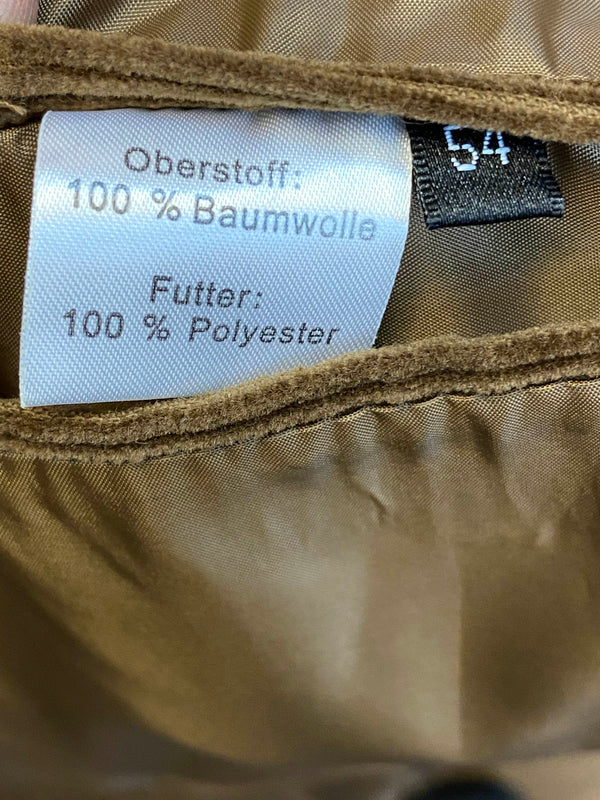 Oberstoff:
100 % Baumwolle
Futter:
100 % Polyester
54